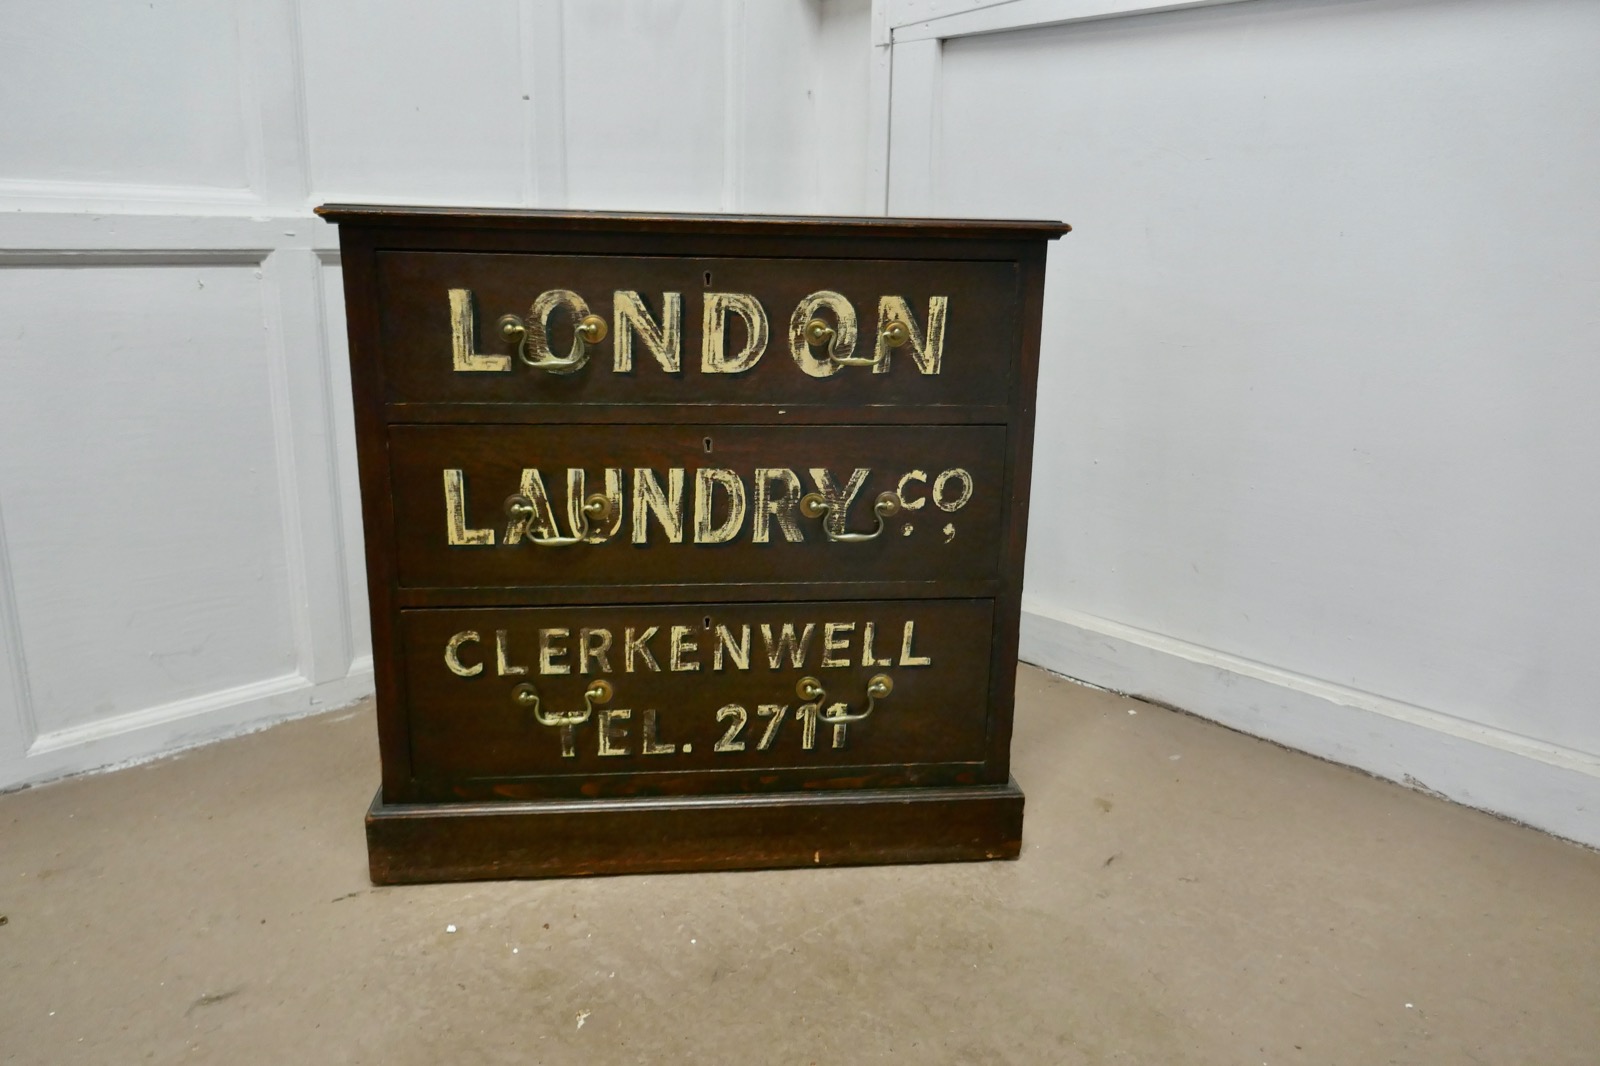 LONDON
LAUNDRY CO
CLERKENWELL
TEL. 2711